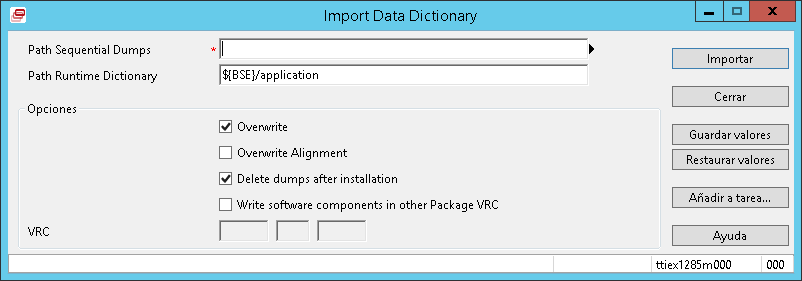 Import Data Dictionary
Path Sequential Dumps *
Path Runtime Dictionary ${BSE}/application
Opciones
Overwrite
Overwrite Alignment
Delete dumps after installation
Write software components in other Package VRC
VRC
Importar
Cerrar
Guardar valores
Restaurar valores
Añadir a tarea...
Ayuda
ttiex1285m000 000